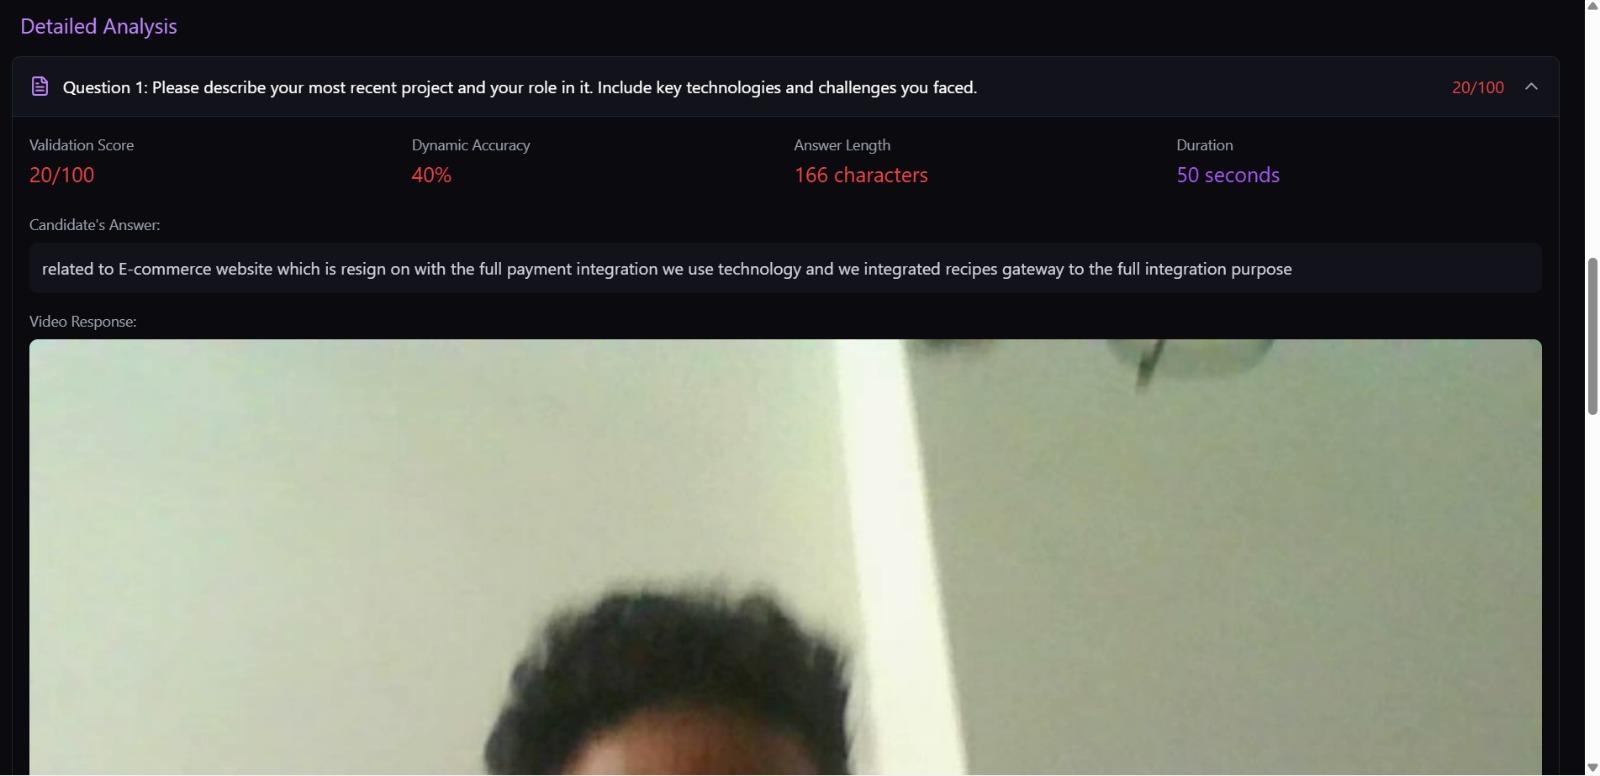 Detailed Analysis
Question 1: Please describe your most recent project and your role in it. Include key technologies and challenges you faced.
20/100
Validation Score
Dynamic Accuracy
Answer Length
Duration
20/100
40%
166 characters
50 seconds
Candidate's Answer:
related to E-commerce website which is resign on with the full payment integration we use technology and we integrated recipes gateway to the full integration purpose
Video Response: